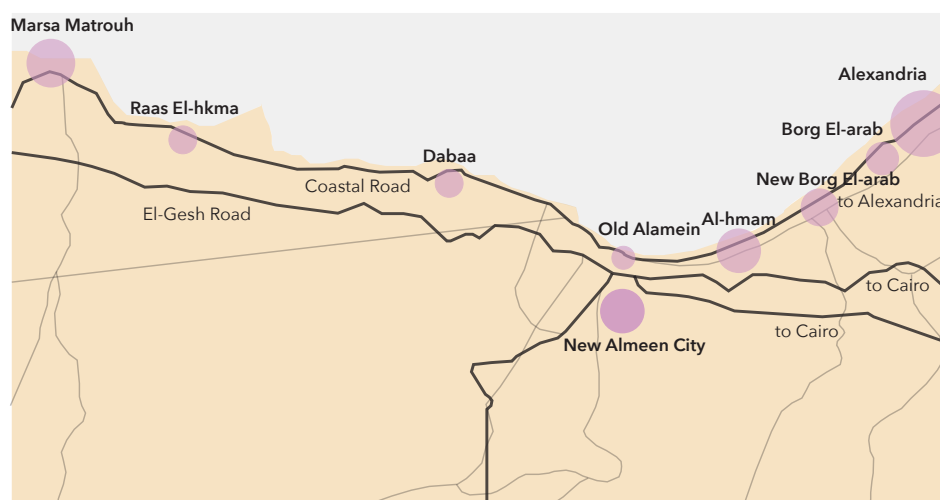 Marsa Matrouh
Alexandria
Raas El-hkma
Borg El-arab
Dabaa
New Borg El-arab
Coastal Road
to Alexandria
El-Gesh Road
Al-hmam
Old Alamein
to Cairo
to Cairo
New Almeen City